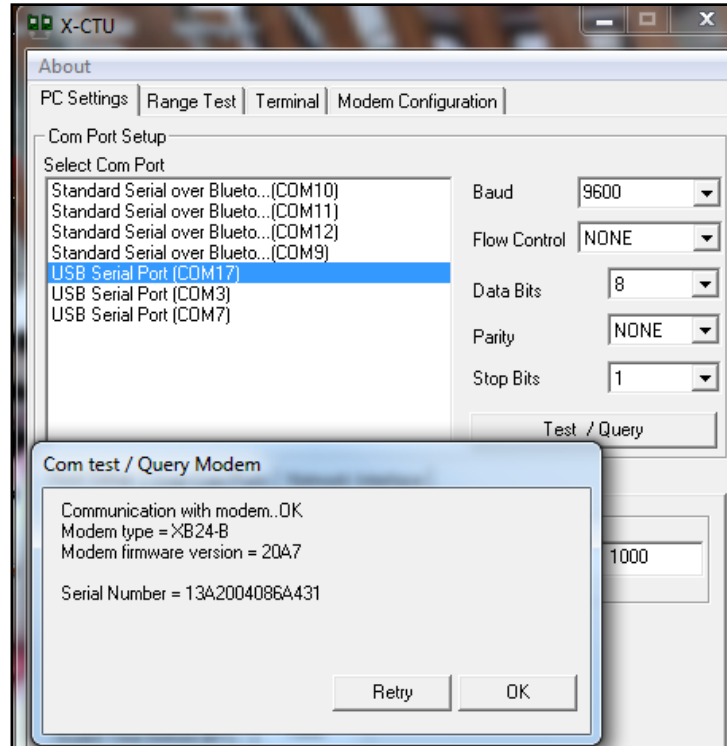 X-CTU
About
PC Settings Range Test Terminal Modem Configuration
Com Port Setup
Select Com Port
Standard Serial over Blueto...(COM10)
Standard Serial over Blueto...(COM11)
Standard Serial over Blueto...(COM12)
Standard Serial over Blueto...(COM9)
USB Serial Port (COM17)
USB Serial Port (COM3)
USB Serial Port (COM7)
Baud 9600
Flow Control NONE
Data Bits 8
Parity NONE
Stop Bits 1
Test / Query
Com test / Query Modem
Communication with modem..OK
Modem type = XB24-B
Modem firmware version = 20A7
Serial Number = 13A2004086A431
1000
Retry OK